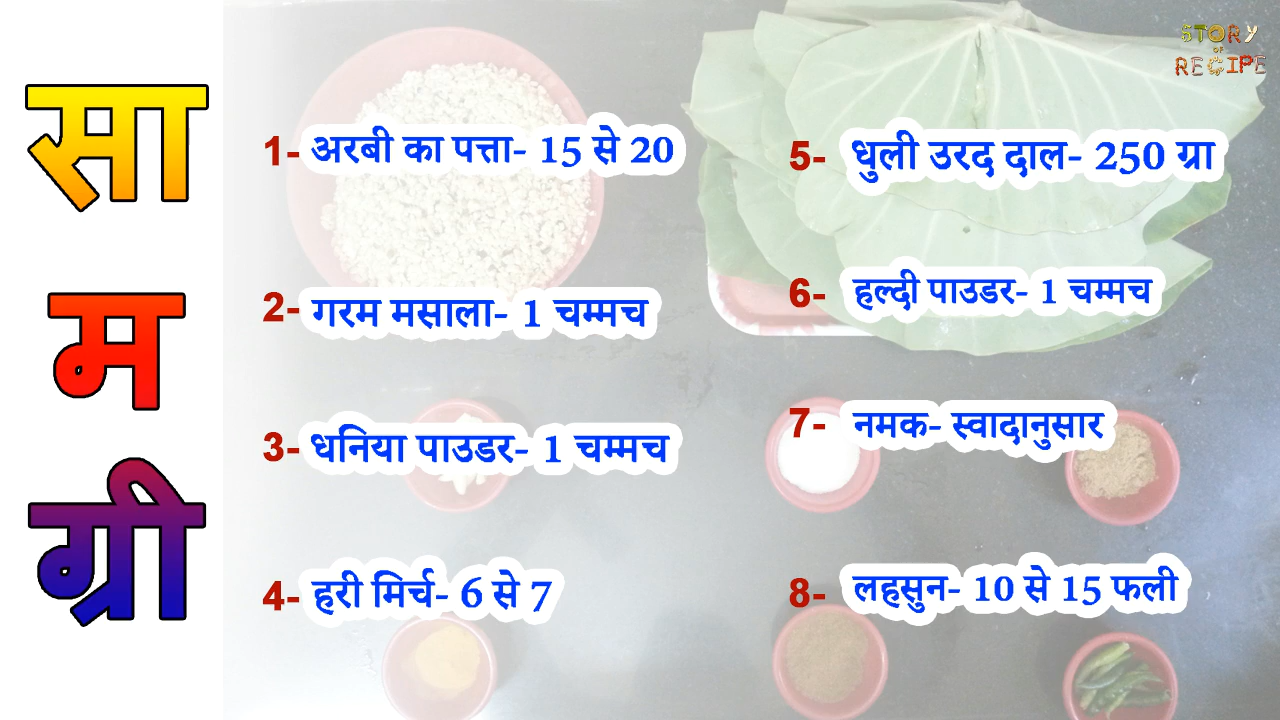 सामग्री
1- अरबी का पत्ता- 15 से 20
2- गरम मसाला- 1 चम्मच
3- धनिया पाउडर- 1 चम्मच
4- हरी मिर्च- 6 से 7
5- धुली उरद दाल- 250 ग्रा
6- हल्दी पाउडर- 1 चम्मच
7- नमक- स्वादानुसार
8- लहसुन- 10 से 15 फली
STORY
OF
RECIPE